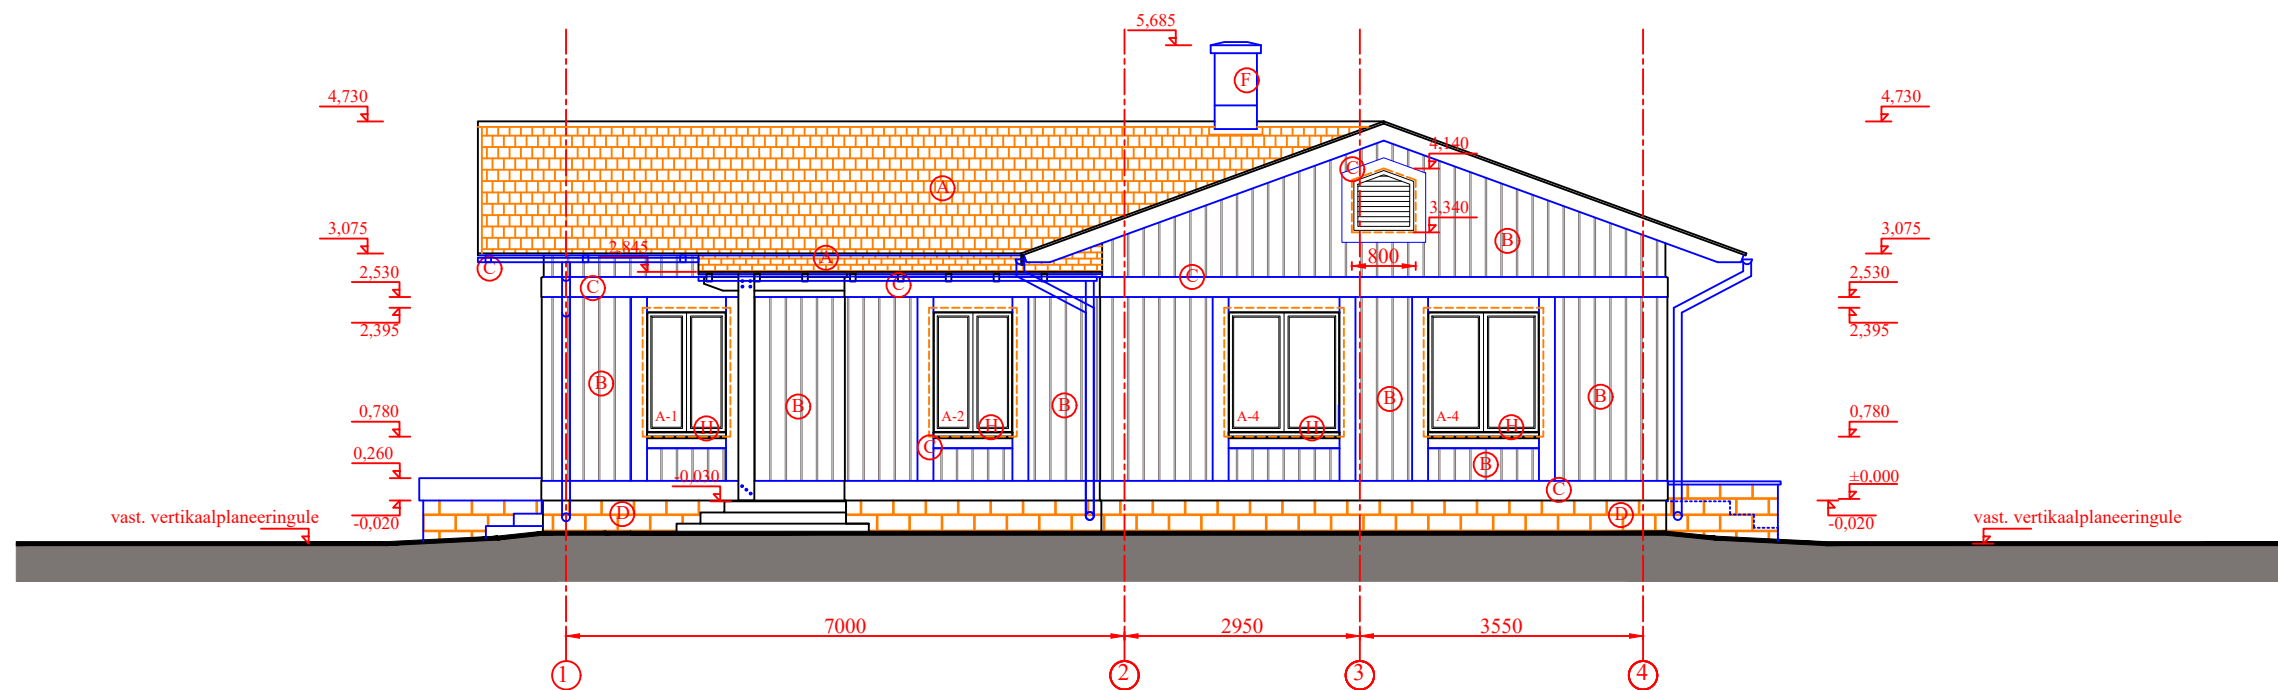 5,685
F
4,730
4,730
4,140
C
A
3,340
B
3,075
3,075
2,845
A
800
C
C
C
C
2,530
2,530
2,395
2,395
B
B
B
B
B
A-1
H
A-2
H
A-4
H
A-4
H
0,780
0,780
C
0,260
B
-0,030
±0,000
C
vast. vertikaalplaneeringule
-0,020
D
D
-0,020
vast. vertikaalplaneeringule
7000
2950
3550
1
2
3
4